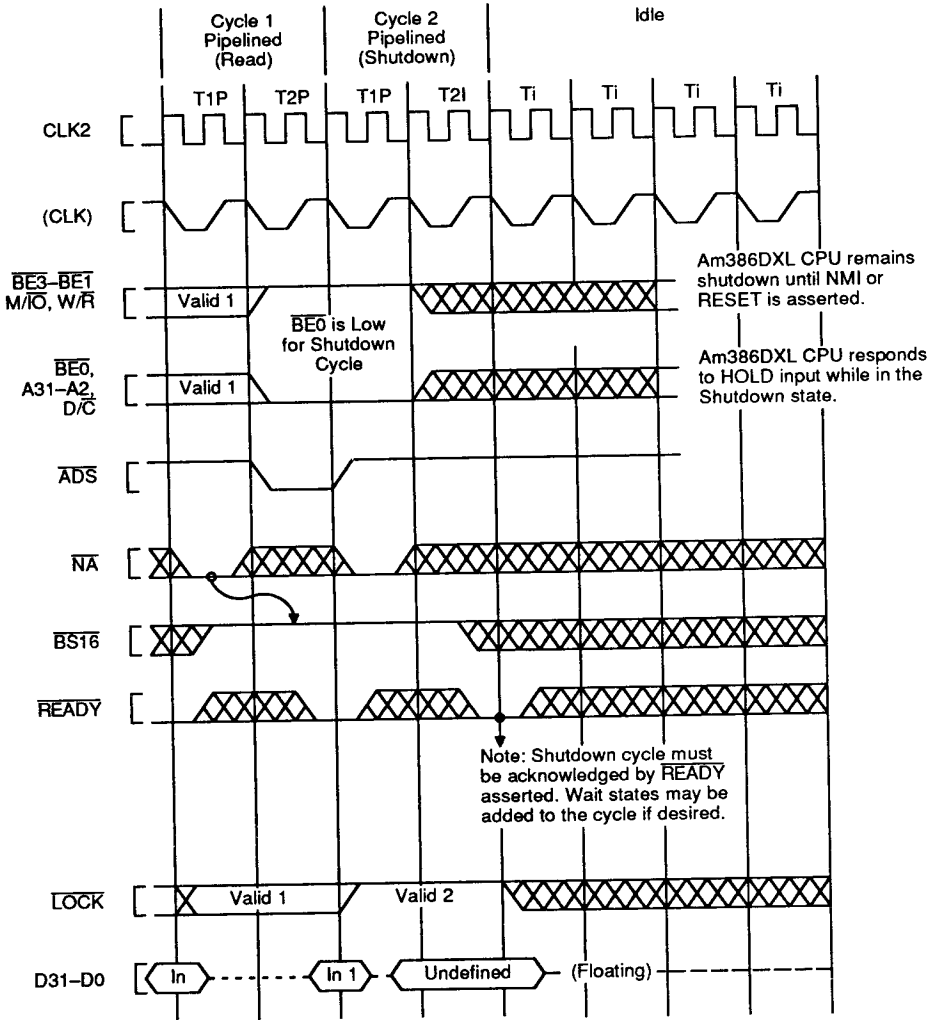 Cycle 1
Pipelined
(Read)
Cycle 2
Pipelined
(Shutdown)
Idle
T1P T2P T1P T2I Ti Ti Ti Ti
CLK2
(CLK)
BE3–BE1
M/IO, W/R
Valid 1
Am386DXL CPU remains
shutdown until NMI or
RESET is asserted.
BE0 is Low
for Shutdown
Cycle
BE0,
A31–A2,
D/C
Valid 1
Am386DXL CPU responds
to HOLD input while in the
Shutdown state.
ADS
NA
BS16
READY
Note: Shutdown cycle must
be acknowledged by READY
asserted. Wait states may be
added to the cycle if desired.
LOCK
Valid 1
Valid 2
D31–D0
In
In 1
Undefined
(Floating)